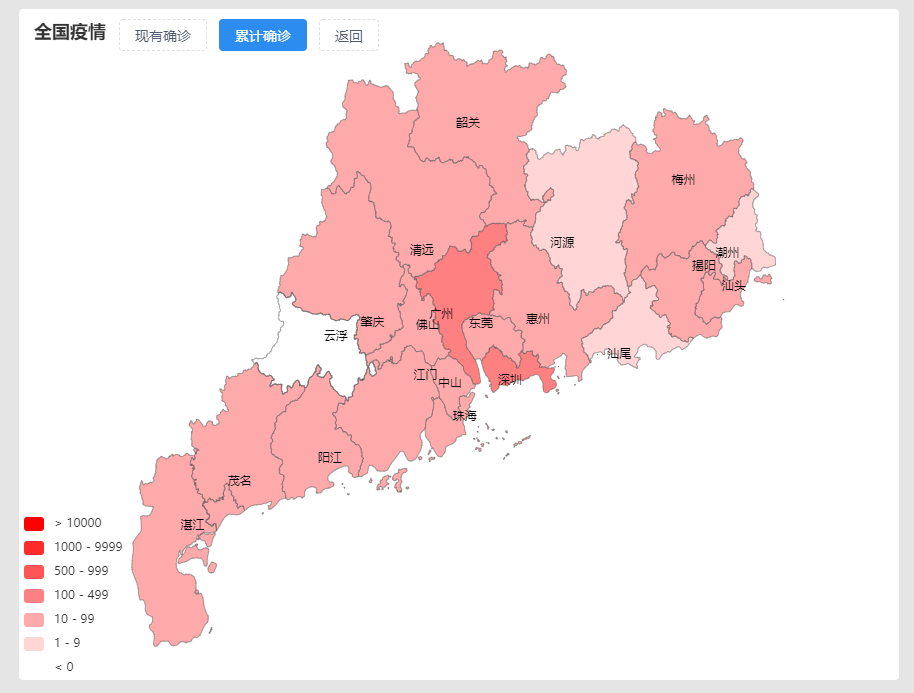 全国疫情
现有确诊
累计确诊
返回
韶关
梅州
河源
清远
潮州
揭阳
汕头
广州
惠州
肇庆
佛山
东莞
云浮
汕尾
江门
深圳
中山
珠海
阳江
茂名
湛江
> 10000
1000 - 9999
500 - 999
100 - 499
10 - 99
1 - 9
< 0